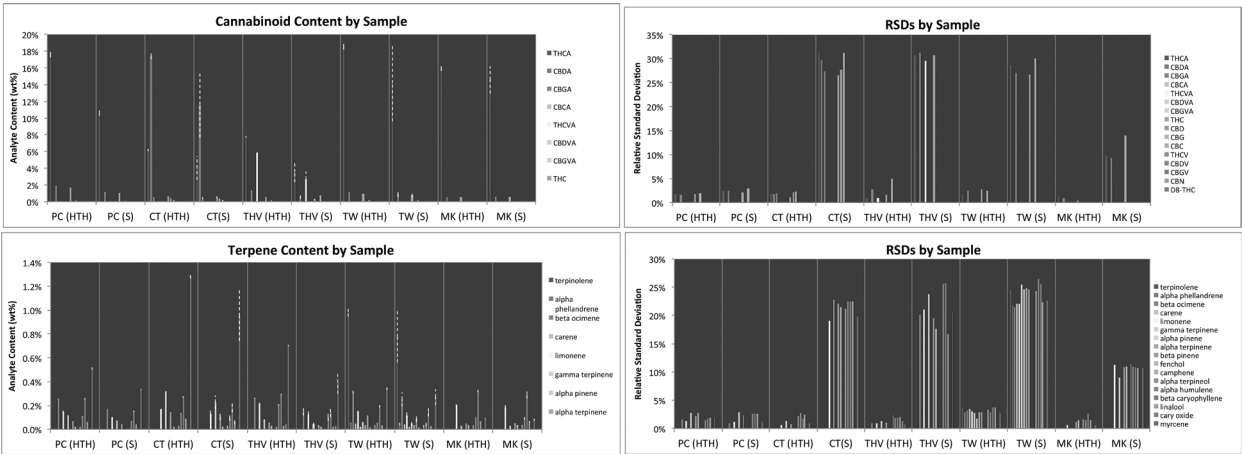 Cannabinoid Content by Sample
Analyte Content (wt%)
20%
18%
16%
14%
12%
10%
8%
6%
4%
2%
0%
PC (HTH) PC (S) CT (HTH) CT(S) THV (HTH) THV (S) TW (HTH) TW (S) MK (HTH) MK (S)
THCA
CBDA
CBGA
CBCA
THCVA
CBDVA
CBGVA
THC
RSDs by Sample
Relative Standard Deviation
35%
30%
25%
20%
15%
10%
5%
0%
PC (HTH) PC (S) CT (HTH) CT(S) THV (HTH) THV (S) TW (HTH) TW (S) MK (HTH) MK (S)
THCA
CBDA
CBGA
CBCA
THCVA
CBDVA
CBGVA
THC
CBD
CBG
CBC
THCV
CBDV
CBGV
CBN
D8-THC
Terpene Content by Sample
Analyte Content (wt%)
1.4%
1.2%
1.0%
0.8%
0.6%
0.4%
0.2%
0.0%
PC (HTH) PC (S) CT (HTH) CT(S) THV (HTH) THV (S) TW (HTH) TW (S) MK (HTH) MK (S)
terpinolene
alpha
phellandrene
beta ocimene
carene
limonene
gamma terpinene
alpha pinene
alpha terpinene
RSDs by Sample
Relative Standard Deviation
30%
25%
20%
15%
10%
5%
0%
PC (HTH) PC (S) CT (HTH) CT(S) THV (HTH) THV (S) TW (HTH) TW (S) MK (HTH) MK (S)
terpinolene
alpha phellandrene
beta ocimene
carene
limonene
gamma terpinene
alpha pinene
alpha terpinene
beta pinene
fenchol
camphene
alpha terpineol
alpha humulene
beta caryophyllene
linalool
cary oxide
myrcene